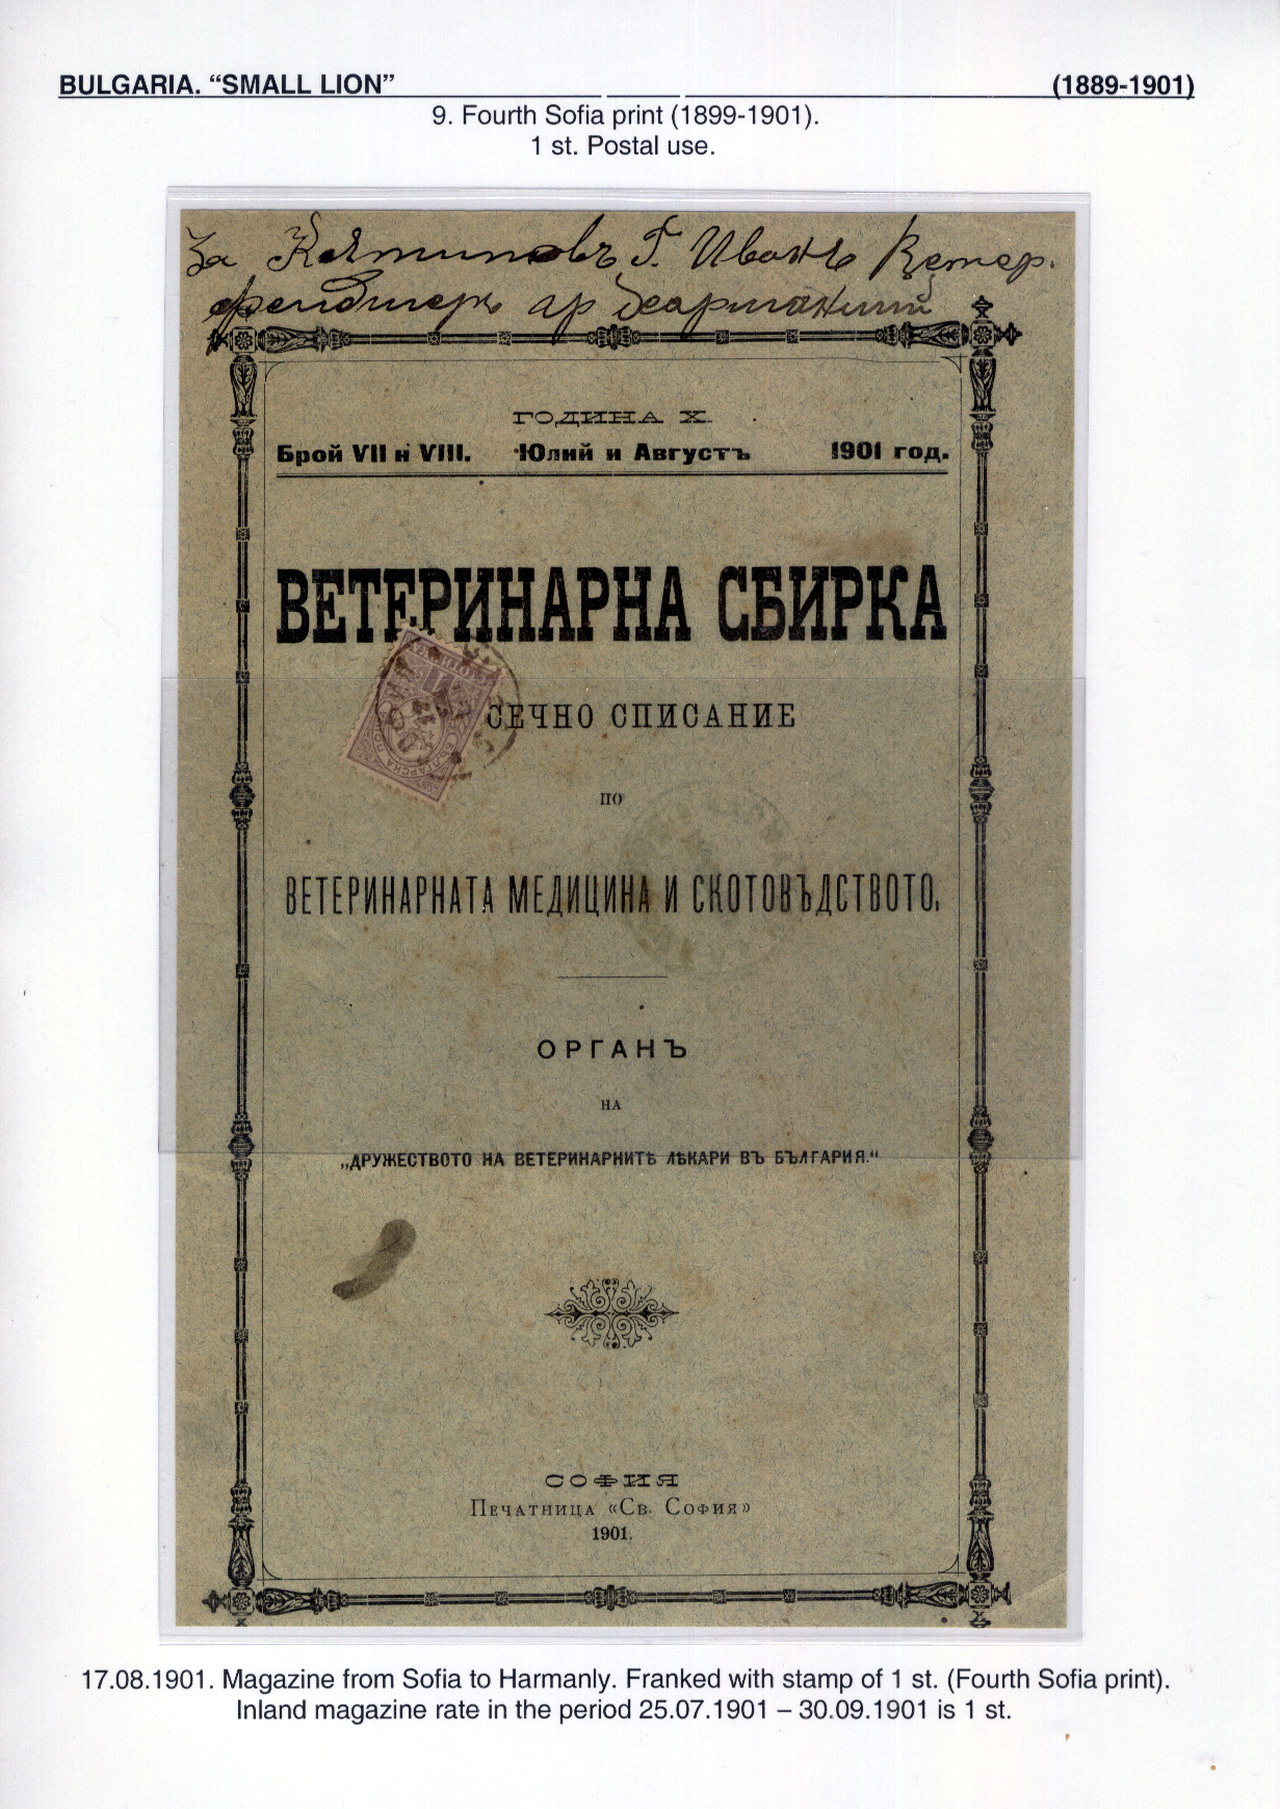 BULGARIA. “SMALL LION” (1889-1901)
9. Fourth Sofia print (1899-1901).
1 st. Postal use.
За Г. Иванъ
ГОДИНА X.
Брой VII и VIII. Юлий и Августъ 1901 год.
ВЕТЕРИНАРНА СБИРКА
СЕЧНО СПИСАНИЕ
ПО
ВЕТЕРИНАРНАТА МЕДИЦИНА И СКОТОВЪДСТВОТО.
ОРГАНЪ
НА
„ДРУЖЕСТВОТО НА ВЕТЕРИНАРНИТѢ ЛѢКАРИ ВЪ БЪЛГАРИЯ.“
СОФИЯ
Печатница «Св. София»
1901.
17.08.1901. Magazine from Sofia to Harmanly. Franked with stamp of 1 st. (Fourth Sofia print).
Inland magazine rate in the period 25.07.1901 – 30.09.1901 is 1 st.